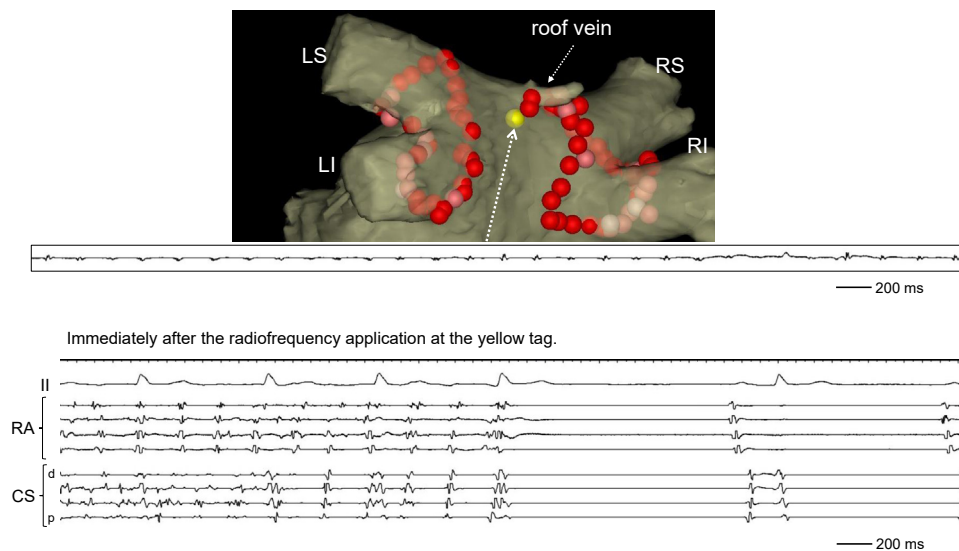 roof vein
LS
RS
LI
RI
200 ms
Immediately after the radiofrequency application at the yellow tag.
II
RA
d
CS
p
200 ms